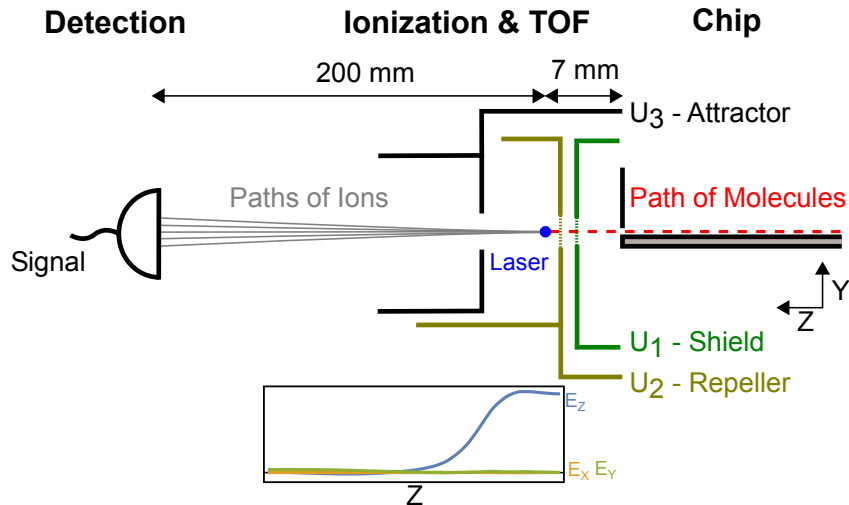 Detection
Ionization & TOF
Chip
200 mm
7 mm
U3 - Attractor
Paths of Ions
Path of Molecules
Signal
Laser
Y
Z
U1 - Shield
U2 - Repeller
EZ
EX EY
Z